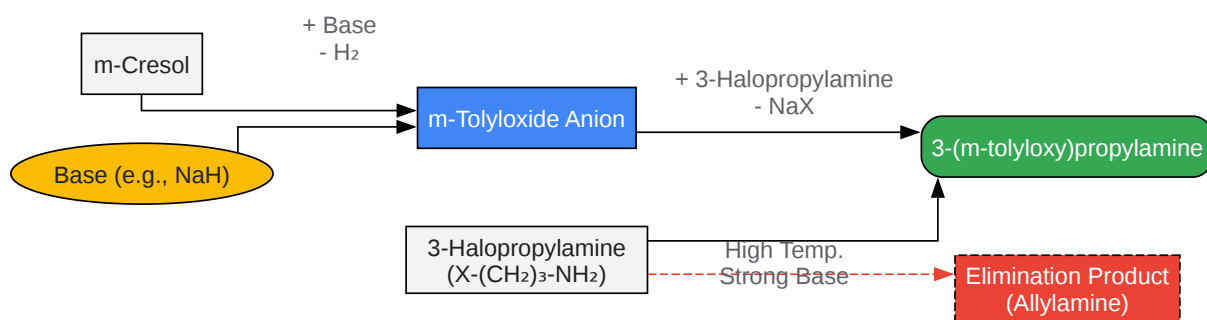 + Base
- H₂
m-Cresol
+ 3-Halopropylamine
- NaX
m-Tolyloxide Anion
3-(m-tolyloxy)propylamine
Base (e.g., NaH)
3-Halopropylamine
(X-(CH₂)₃-NH₂)
High Temp.
Strong Base
Elimination Product
(Allylamine)